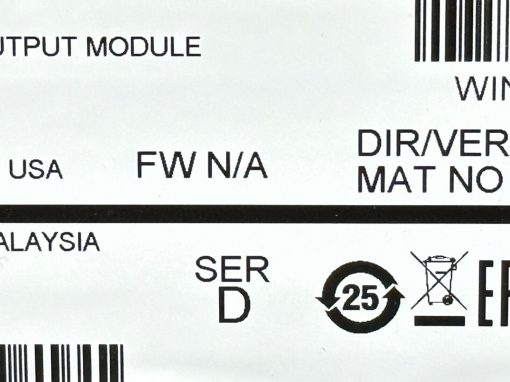 UTPUT MODULE
WIN
USA
FW N/A
DIR/VER
MAT NO
ALAYSIA
SER
D
25